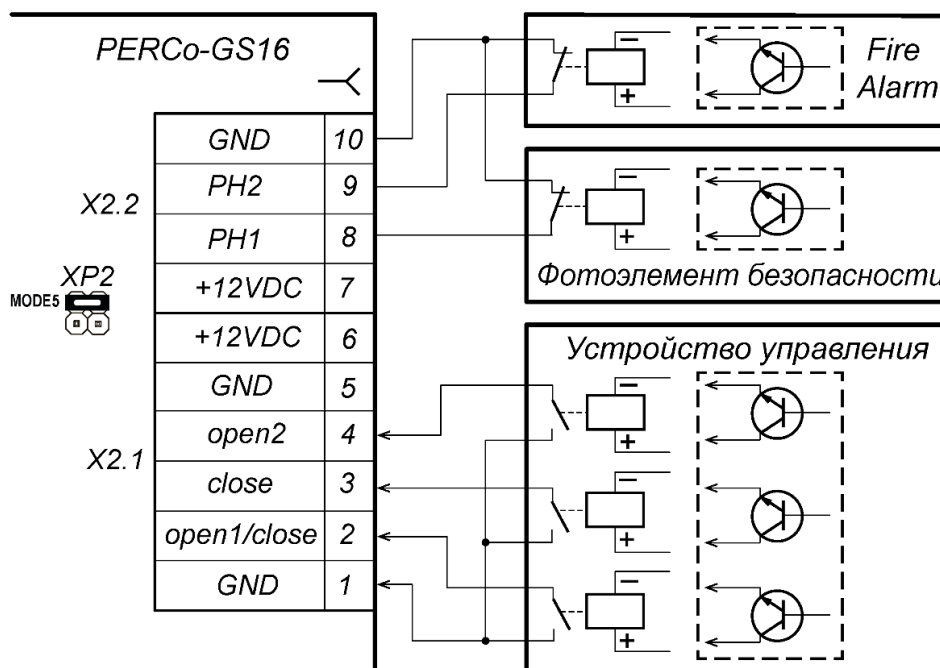 PERCo-GS16
X2.2
GND 10
PH2 9
PH1 8
+12VDC 7
XP2
MODE5
X2.1
+12VDC 6
GND 5
open2 4
close 3
open1/close 2
GND 1
Fire
Alarm
−
+
Фотоэлемент безопасности
−
+
Устройство управления
−
+
−
+
−
+